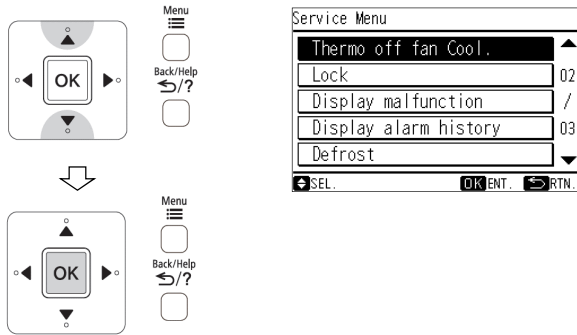 Menu
OK
Back/Help
/?
Menu
OK
Back/Help
/?
Service Menu
Thermo off fan Cool.
Lock
Display malfunction
Display alarm history
Defrost
02
/
03
SEL.
OK ENT.
RTN.